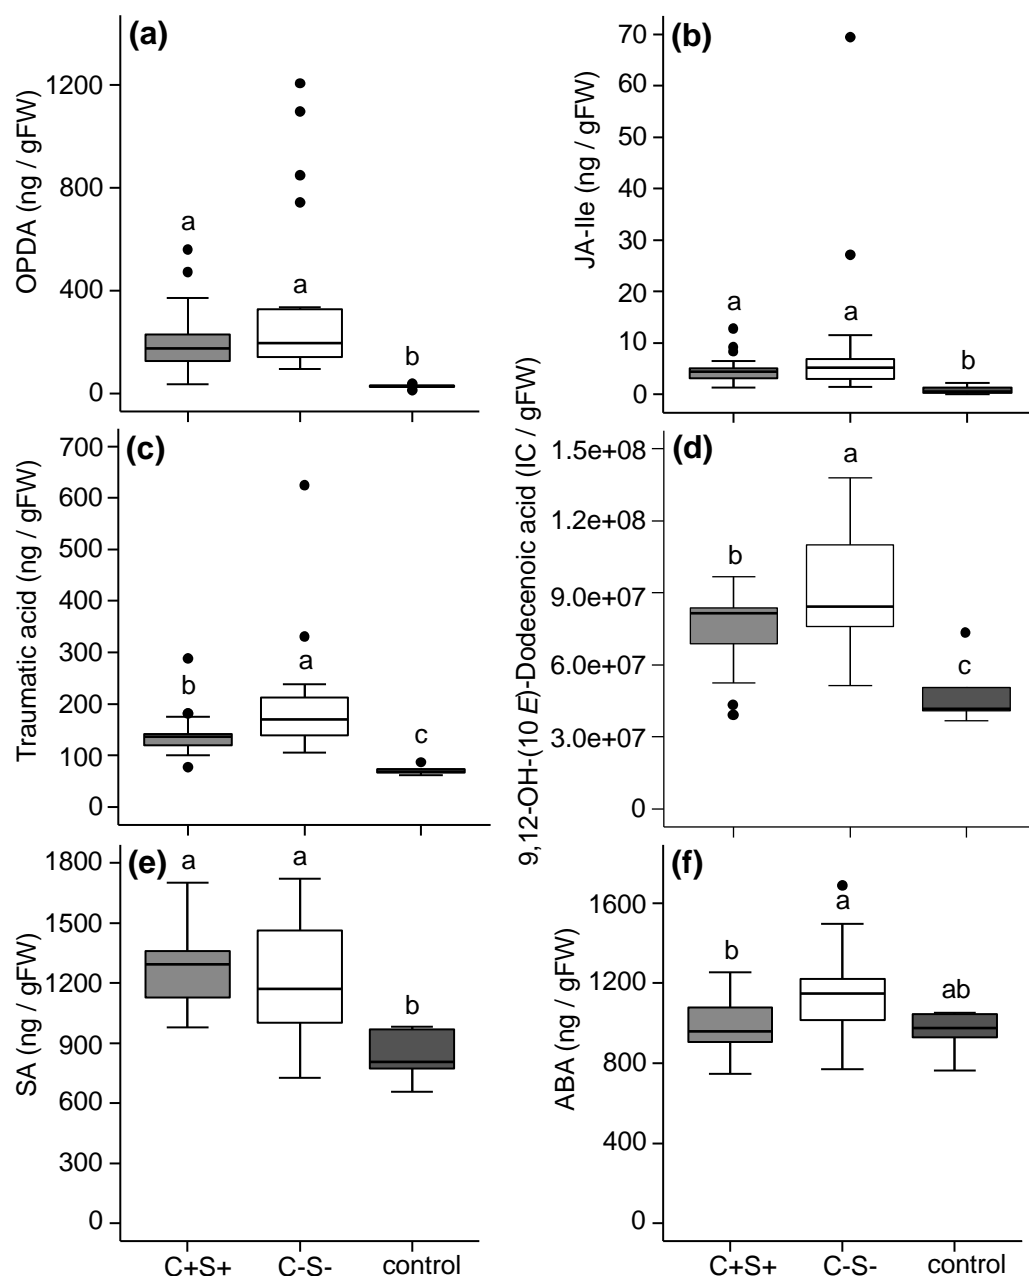 (a)
OPDA (ng / gFW)
1200
800
400
0
a
a
b
(b)
JA-Ile (ng / gFW)
70
60
50
40
30
20
10
0
a
a
b
(c)
Traumatic acid (ng / gFW)
700
600
500
400
300
200
100
0
b
a
c
(d)
9,12-OH-(10 E)-Dodecenoic acid (IC / gFW)
1.5e+08
1.2e+08
9.0e+07
6.0e+07
3.0e+07
0
b
a
c
(e)
SA (ng / gFW)
1800
1500
1200
900
600
300
0
a
a
b
C+S+
C-S-
control
(f)
ABA (ng / gFW)
1600
1200
800
400
0
b
a
ab
C+S+
C-S-
control